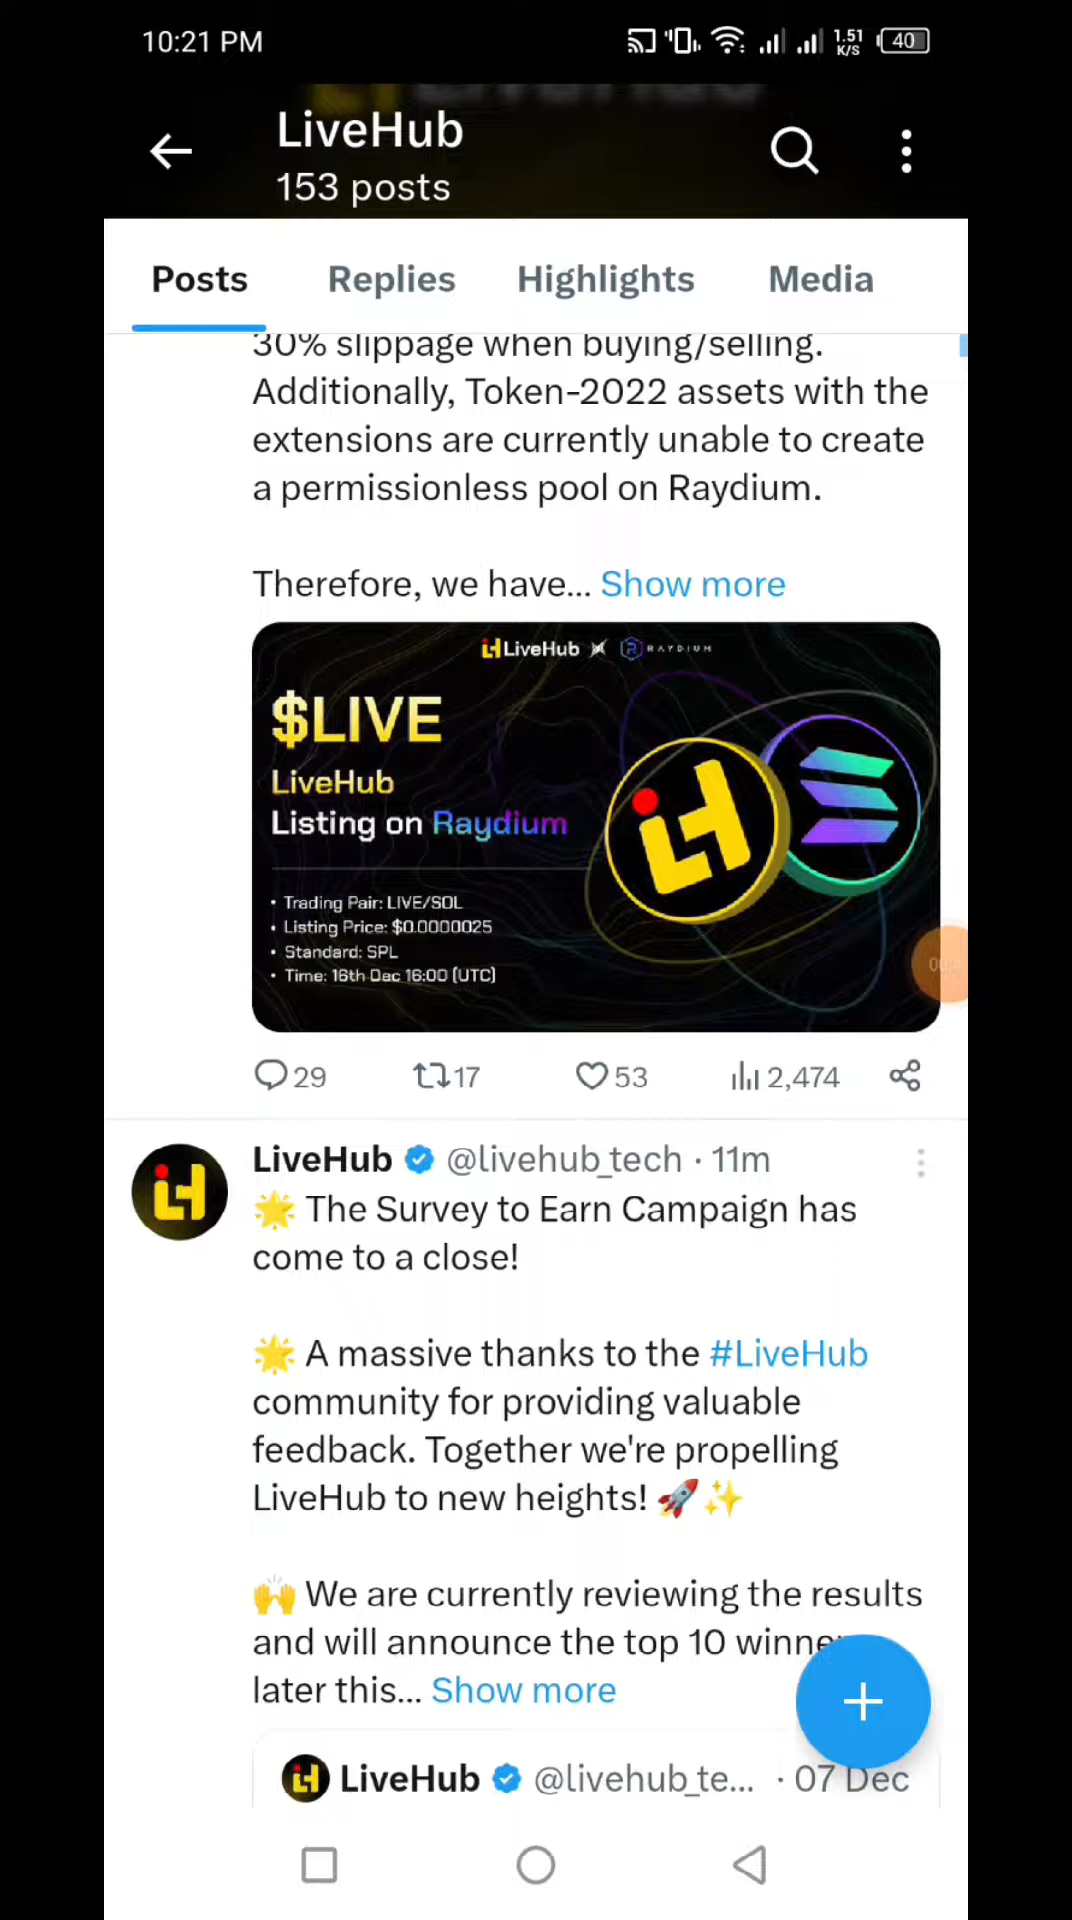 10:21 PM
1.51
K/S
40
LiveHub
153 posts
Posts Replies Highlights Media
30% slippage when buying/selling.
Additionally, Token-2022 assets with the
extensions are currently unable to create
a permissionless pool on Raydium.
Therefore, we have... Show more
LiveHub RAYDIUM
$LIVE
LiveHub
Listing on Raydium
• Trading Pair: LIVE/SOL
• Listing Price: $0.0000025
• Standard: SPL
• Time: 16th Dec 16:00 (UTC)
29 17 53 2,474
LiveHub @livehub_tech · 11m
🌟 The Survey to Earn Campaign has
come to a close!
🌟 A massive thanks to the #LiveHub
community for providing valuable
feedback. Together we're propelling
LiveHub to new heights! 🚀✨
🙌 We are currently reviewing the results
and will announce the top 10
later this... Show more
LiveHub @livehub_te... · 07 Dec